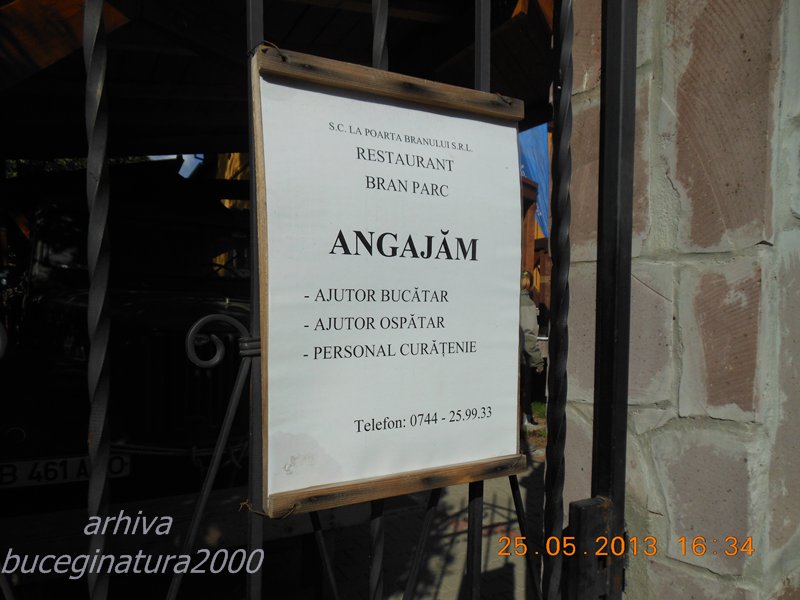 S.C. LA POARTA BRANULUI S.R.L.
RESTAURANT
BRAN PARC
ANGAJĂM
- AJUTOR BUCĂTAR
- AJUTOR OSPĂTAR
- PERSONAL CURĂȚENIE
Telefon: 0744 - 25.99.33
B 461
arhiva
buceginatura2000
25.05.2013 16:34